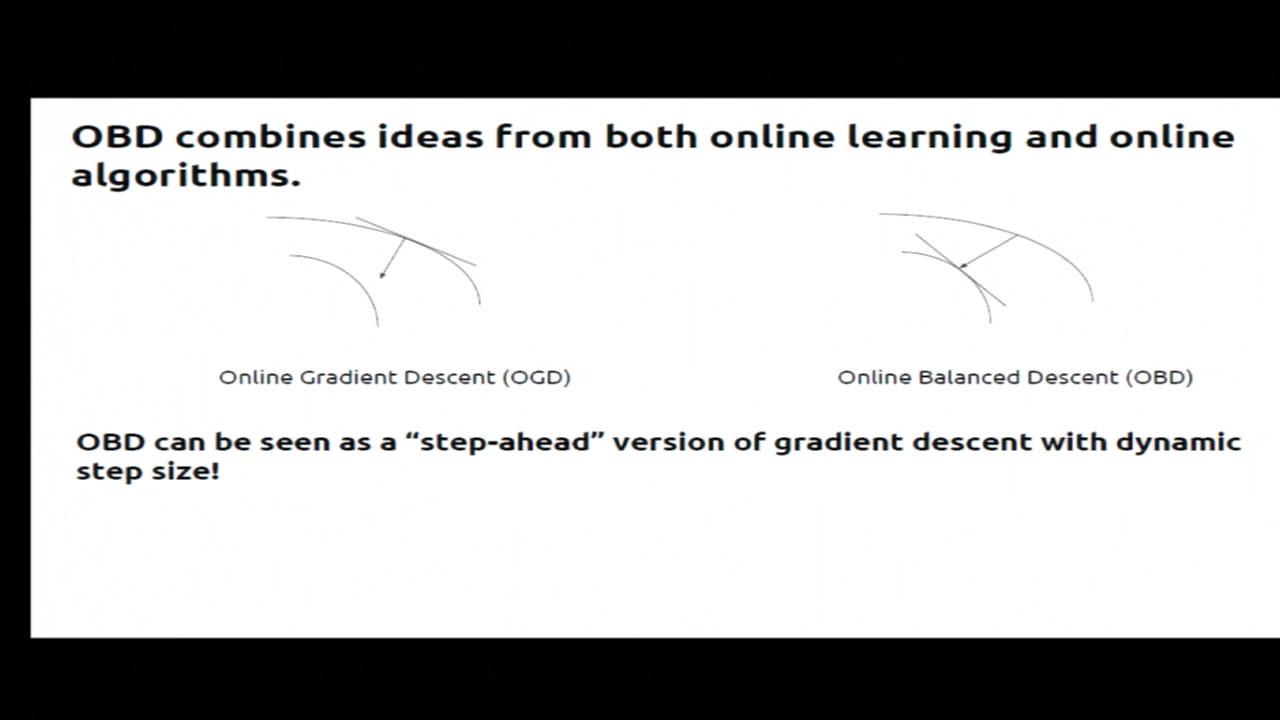 OBD combines ideas from both online learning and online
algorithms.
Online Gradient Descent (OGD)
Online Balanced Descent (OBD)
OBD can be seen as a “step-ahead” version of gradient descent with dynamic
step size!